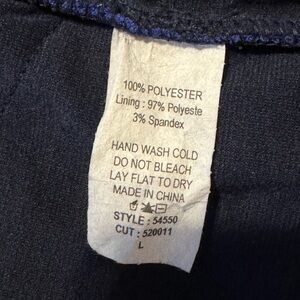 100% POLYESTER
Lining : 97% Polyeste
3% Spandex
HAND WASH COLD
DO NOT BLEACH
LAY FLAT TO DRY
MADE IN CHINA
STYLE : 54550
CUT : 520011
L